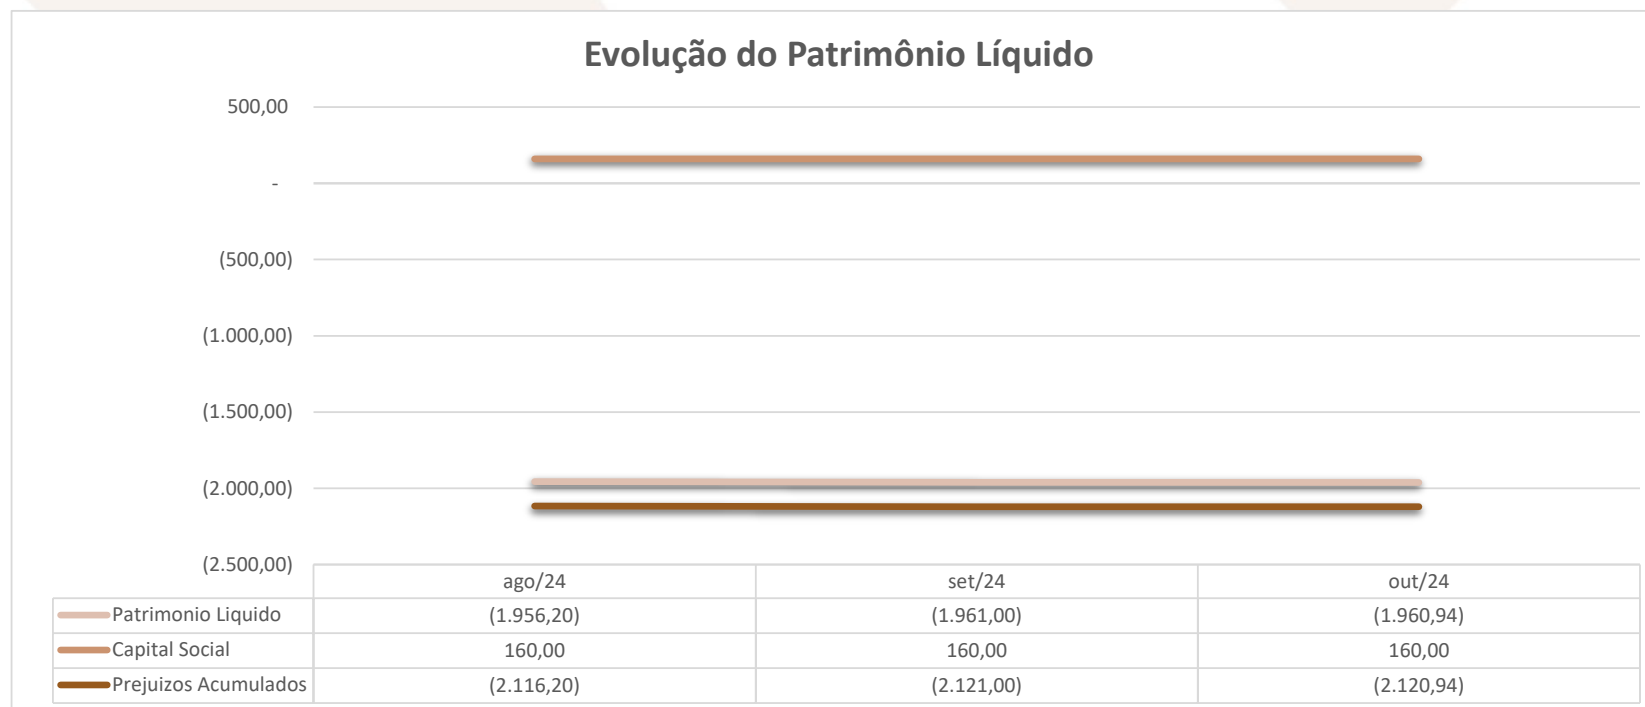 Evolução do Patrimônio Líquido
500,00
-
(500,00)
(1.000,00)
(1.500,00)
(2.000,00)
(2.500,00)
ago/24 set/24 out/24
Patrimonio Liquido (1.956,20) (1.961,00) (1.960,94)
Capital Social 160,00 160,00 160,00
Prejuizos Acumulados (2.116,20) (2.121,00) (2.120,94)